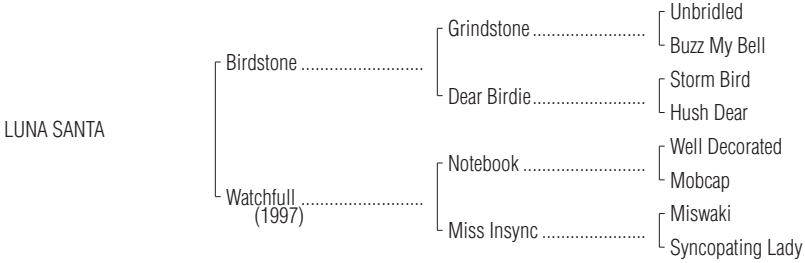 Unbridled
Grindstone ........................
Buzz My Bell
Birdstone ..........................
Storm Bird
Dear Birdie........................
Hush Dear
LUNA SANTA
Well Decorated
Notebook ..........................
Mobcap
Watchfull ..........................
(1997)
Miswaki
Miss Insync ......................
Syncopating Lady